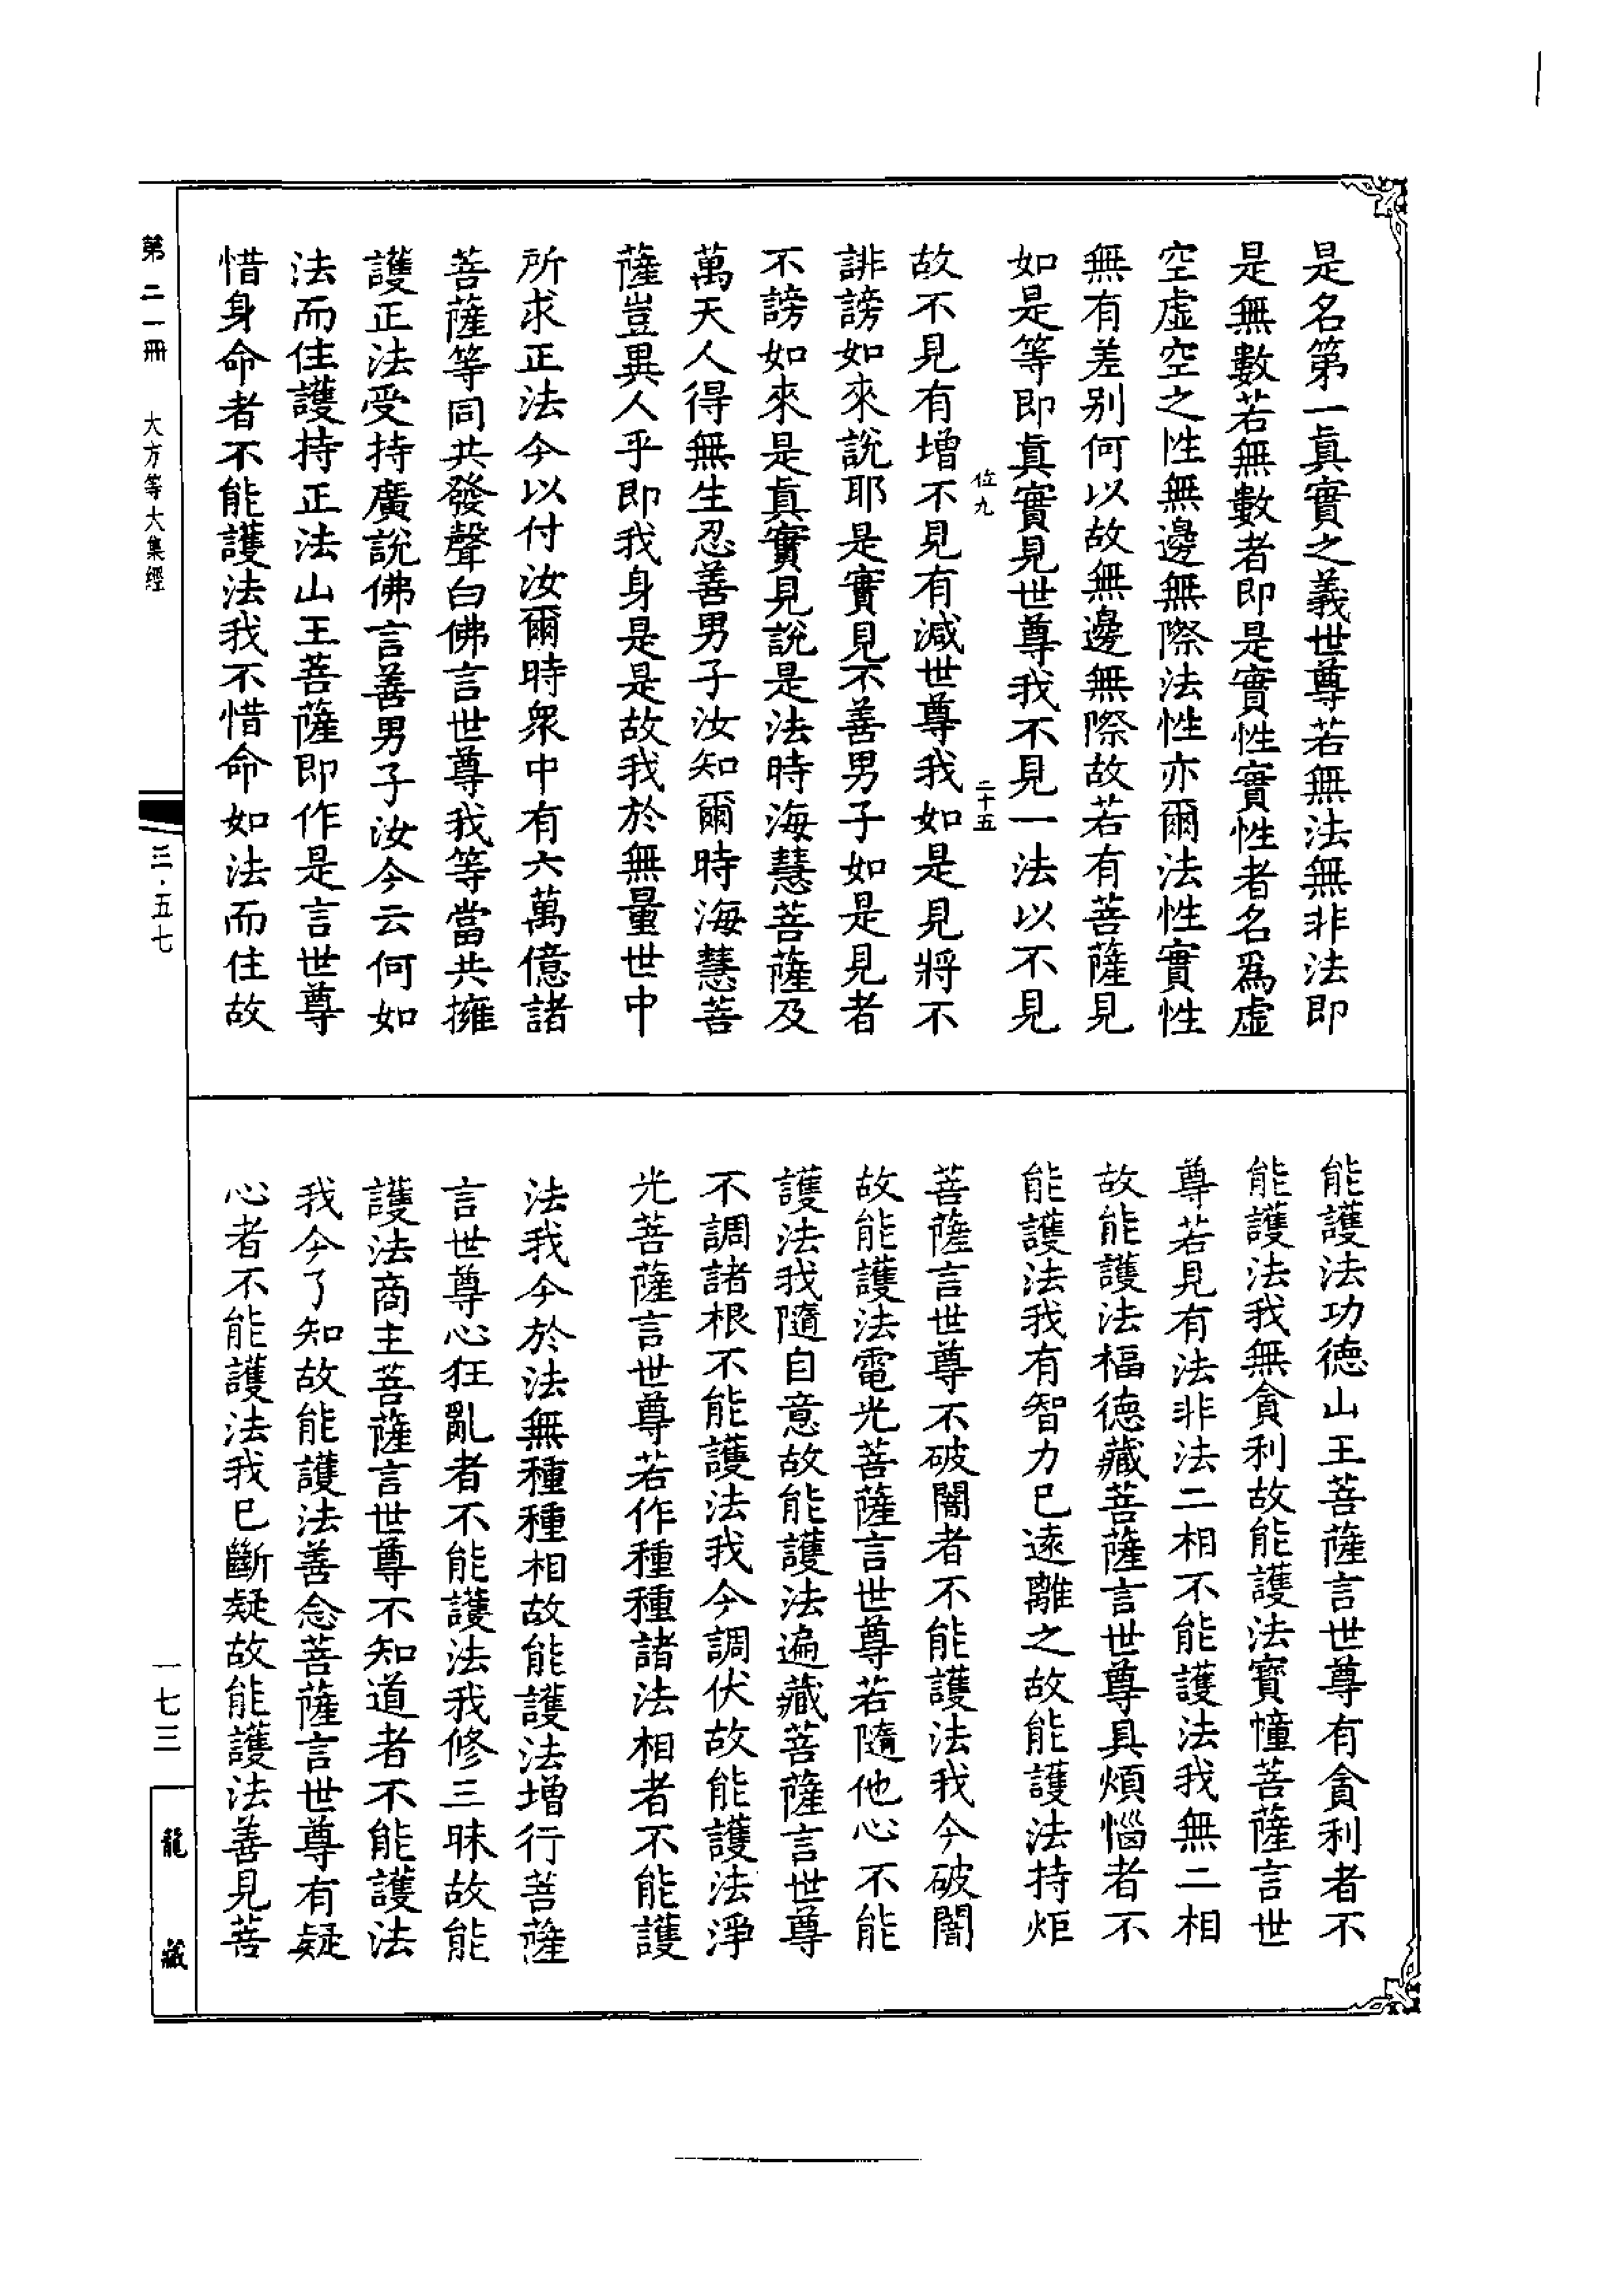 是名第一真實之義世尊若無法無非法即
是無數若無數者即是實性實性者名爲虛
空虛空之性無邊無際法性亦爾法性實性
無有差别何以故無邊無際故若有菩薩見
如是等即真實見世尊我不見一法以不見
位九 二十五
故不見有增不見有減世尊我如是見將不
誹謗如來說耶是實見不善男子如是見者
不謗如來是真實見說是法時海慧菩薩及
萬天人得無生忍善男子汝知爾時海慧菩
薩豈異人乎即我身是是故我於無量世中
所求正法今以付汝爾時衆中有六萬億諸
菩薩等同共發聲白佛言世尊我等當共擁
護正法受持廣說佛言善男子汝今云何如
法而住護持正法山王菩薩即作是言世尊
惜身命者不能護法我不惜命如法而住故
能護法功德山王菩薩言世尊有貪利者不
能護法我無貪利故能護法寶幢菩薩言世
尊若見有法非法二相不能護法我無二相
故能護法福德藏菩薩言世尊具煩惱者不
能護法我有智力已遠離之故能護法持炬
菩薩言世尊不破闇者不能護法我今破闇
故能護法電光菩薩言世尊若隨他心不能
護法我隨自意故能護法遍藏菩薩言世尊
不調諸根不能護法我今調伏故能護法淨
光菩薩言世尊若作種種諸法相者不能護
法我今於法無種種相故能護法增行菩薩
言世尊心狂亂者不能護法我修三昧故能
護法商主菩薩言世尊不知道者不能護法
我今了知故能護法善念菩薩言世尊有疑
心者不能護法我已斷疑故能護法善見菩
第二一冊 大方等大集經
三·五七
一七三
龍藏